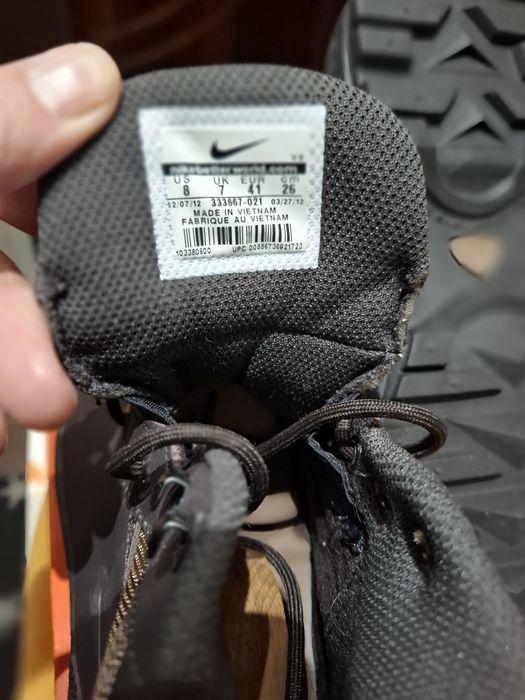 US UK EUR cm
8 7 41 26
12/07/12 333667-021 03/27/12
MADE IN VIETNAM
FABRIQUE AU VIETNAM
103380600 UPC 00886736921723